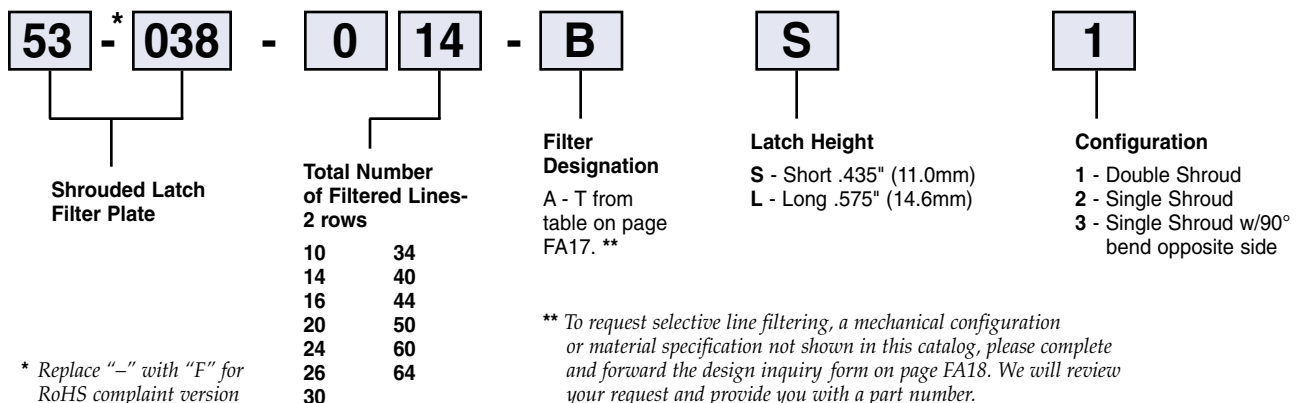 53 -* 038 - 0 14 - B S 1
Shrouded Latch
Filter Plate
Total Number
of Filtered Lines-
2 rows
10 34
14 40
16 44
20 50
24 60
26 64
30
Filter
Designation
A - T from
table on page
FA17. **
Latch Height
S - Short .435" (11.0mm)
L - Long .575" (14.6mm)
Configuration
1 - Double Shroud
2 - Single Shroud
3 - Single Shroud w/90°
bend opposite side
* Replace “–” with “F” for
RoHS complaint version
** To request selective line filtering, a mechanical configuration
or material specification not shown in this catalog, please complete
and forward the design inquiry form on page FA18. We will review
your request and provide you with a part number.